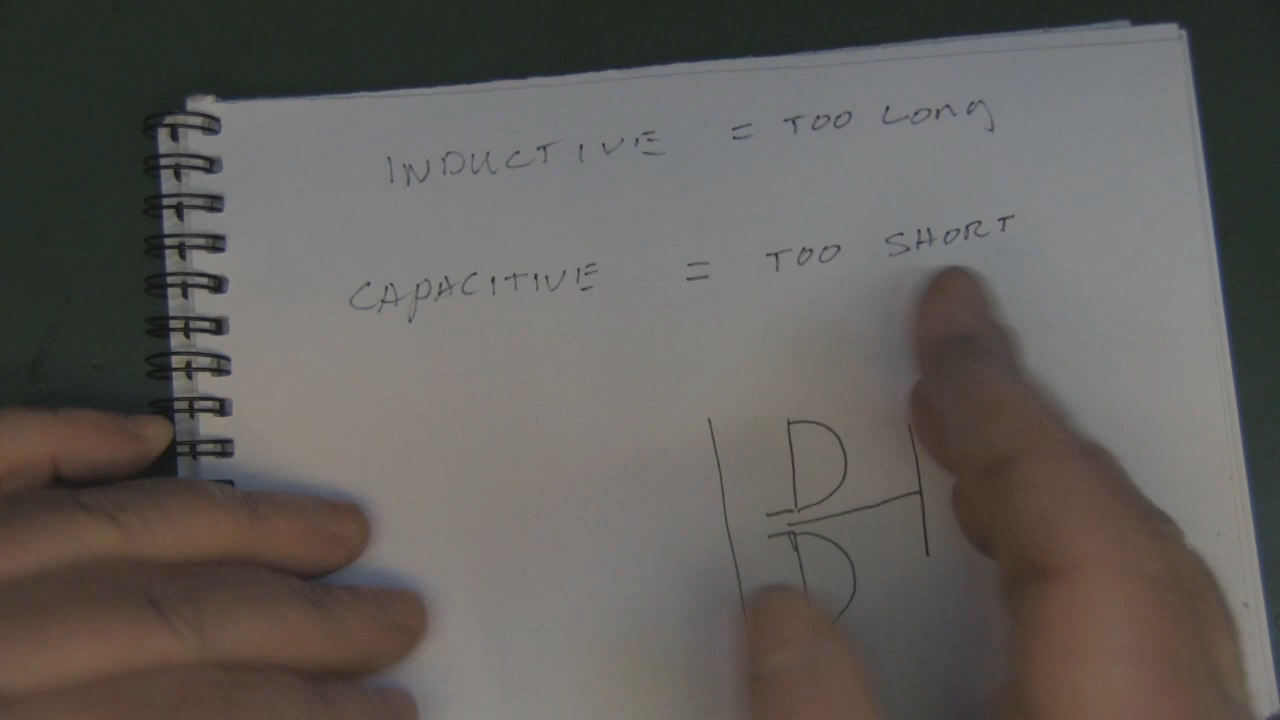 INDUCTIVE = TOO LONg
CAPACITIVE = TOO SHORT